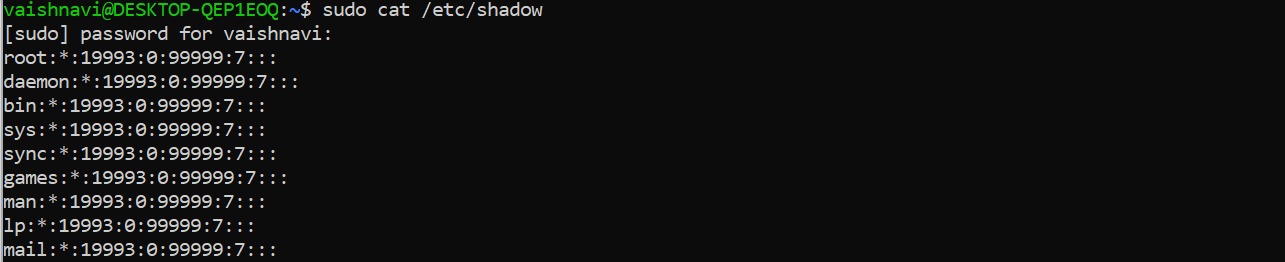 vaishnavi@DESKTOP-QEP1EOQ:~$ sudo cat /etc/shadow
[sudo] password for vaishnavi:
root:*:19993:0:99999:7:::
daemon:*:19993:0:99999:7:::
bin:*:19993:0:99999:7:::
sys:*:19993:0:99999:7:::
sync:*:19993:0:99999:7:::
games:*:19993:0:99999:7:::
man:*:19993:0:99999:7:::
lp:*:19993:0:99999:7:::
mail:*:19993:0:99999:7:::